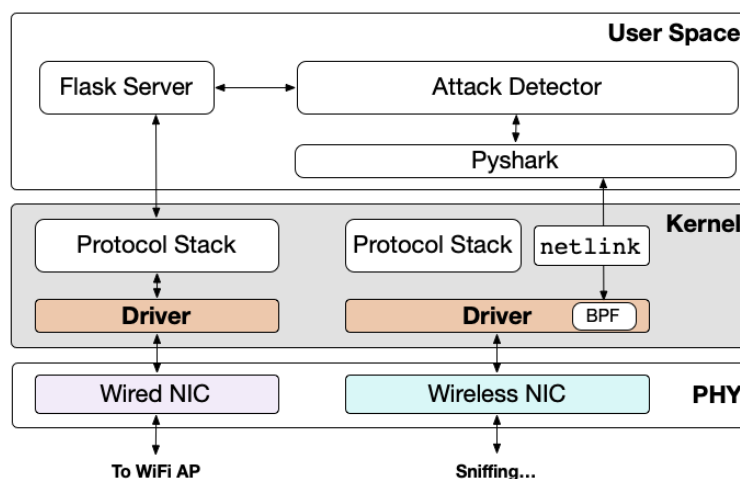 User Space
Flask Server
Attack Detector
Pyshark
Kernel
Protocol Stack
Protocol Stack
netlink
Driver
Driver
BPF
Wired NIC
Wireless NIC
PHY
To WiFi AP
Sniffing...